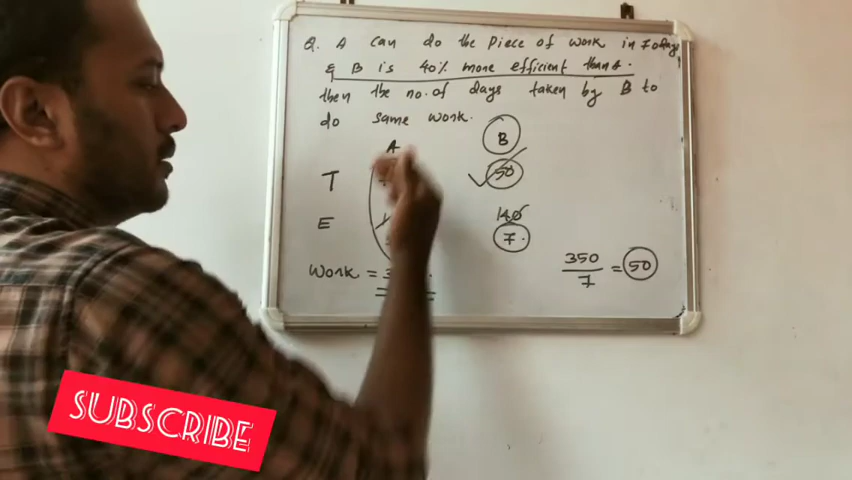 Q. A can do the piece of work in 70 days
& B is 40% more efficient than A.
then the no. of days taken by B to
do same work.
A B
T 50
E 140
7.
Work = 3
350
7
= 50
SUBSCRIBE